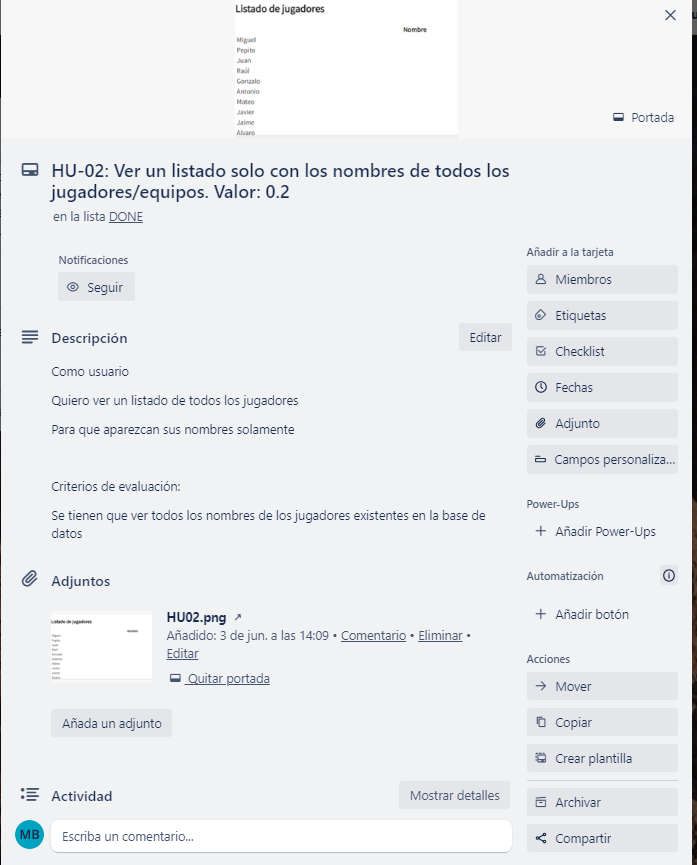 Listado de jugadores
Nombre
Miguel
Pepito
Juan
Raúl
Gonzalo
Antonio
Mateo
Javier
Jaime
Alvaro
Portada
HU-02: Ver un listado solo con los nombres de todos los
jugadores/equipos. Valor: 0.2
en la lista DONE
Notificaciones
Seguir
Descripción
Editar
Como usuario
Quiero ver un listado de todos los jugadores
Para que aparezcan sus nombres solamente
Criterios de evaluación:
Se tienen que ver todos los nombres de los jugadores existentes en la base de
datos
Adjuntos
Listado de jugadores
HU02.png ↗
Añadido: 3 de jun. a las 14:09 • Comentario • Eliminar •
Editar
Quitar portada
Añada un adjunto
Actividad
Mostrar detalles
MB
Escriba un comentario...
Añadir a la tarjeta
Miembros
Etiquetas
Checklist
Fechas
Adjunto
Campos personaliza...
Power-Ups
+ Añadir Power-Ups
Automatización
+ Añadir botón
Acciones
Mover
Copiar
Crear plantilla
Archivar
Compartir